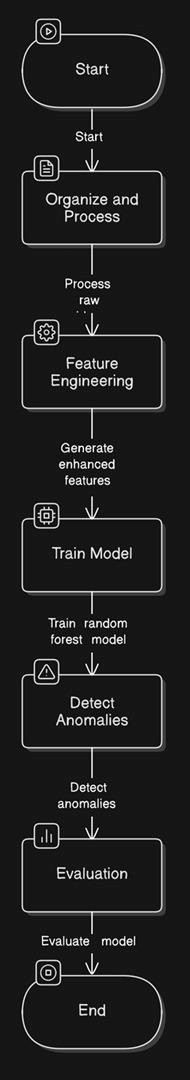 Start
Start
Organize and
Process
Process
raw
Feature
Engineering
Generate
enhanced
features
Train Model
Train random
forest model
Detect
Anomalies
Detect
anomalies
Evaluation
Evaluate model
End